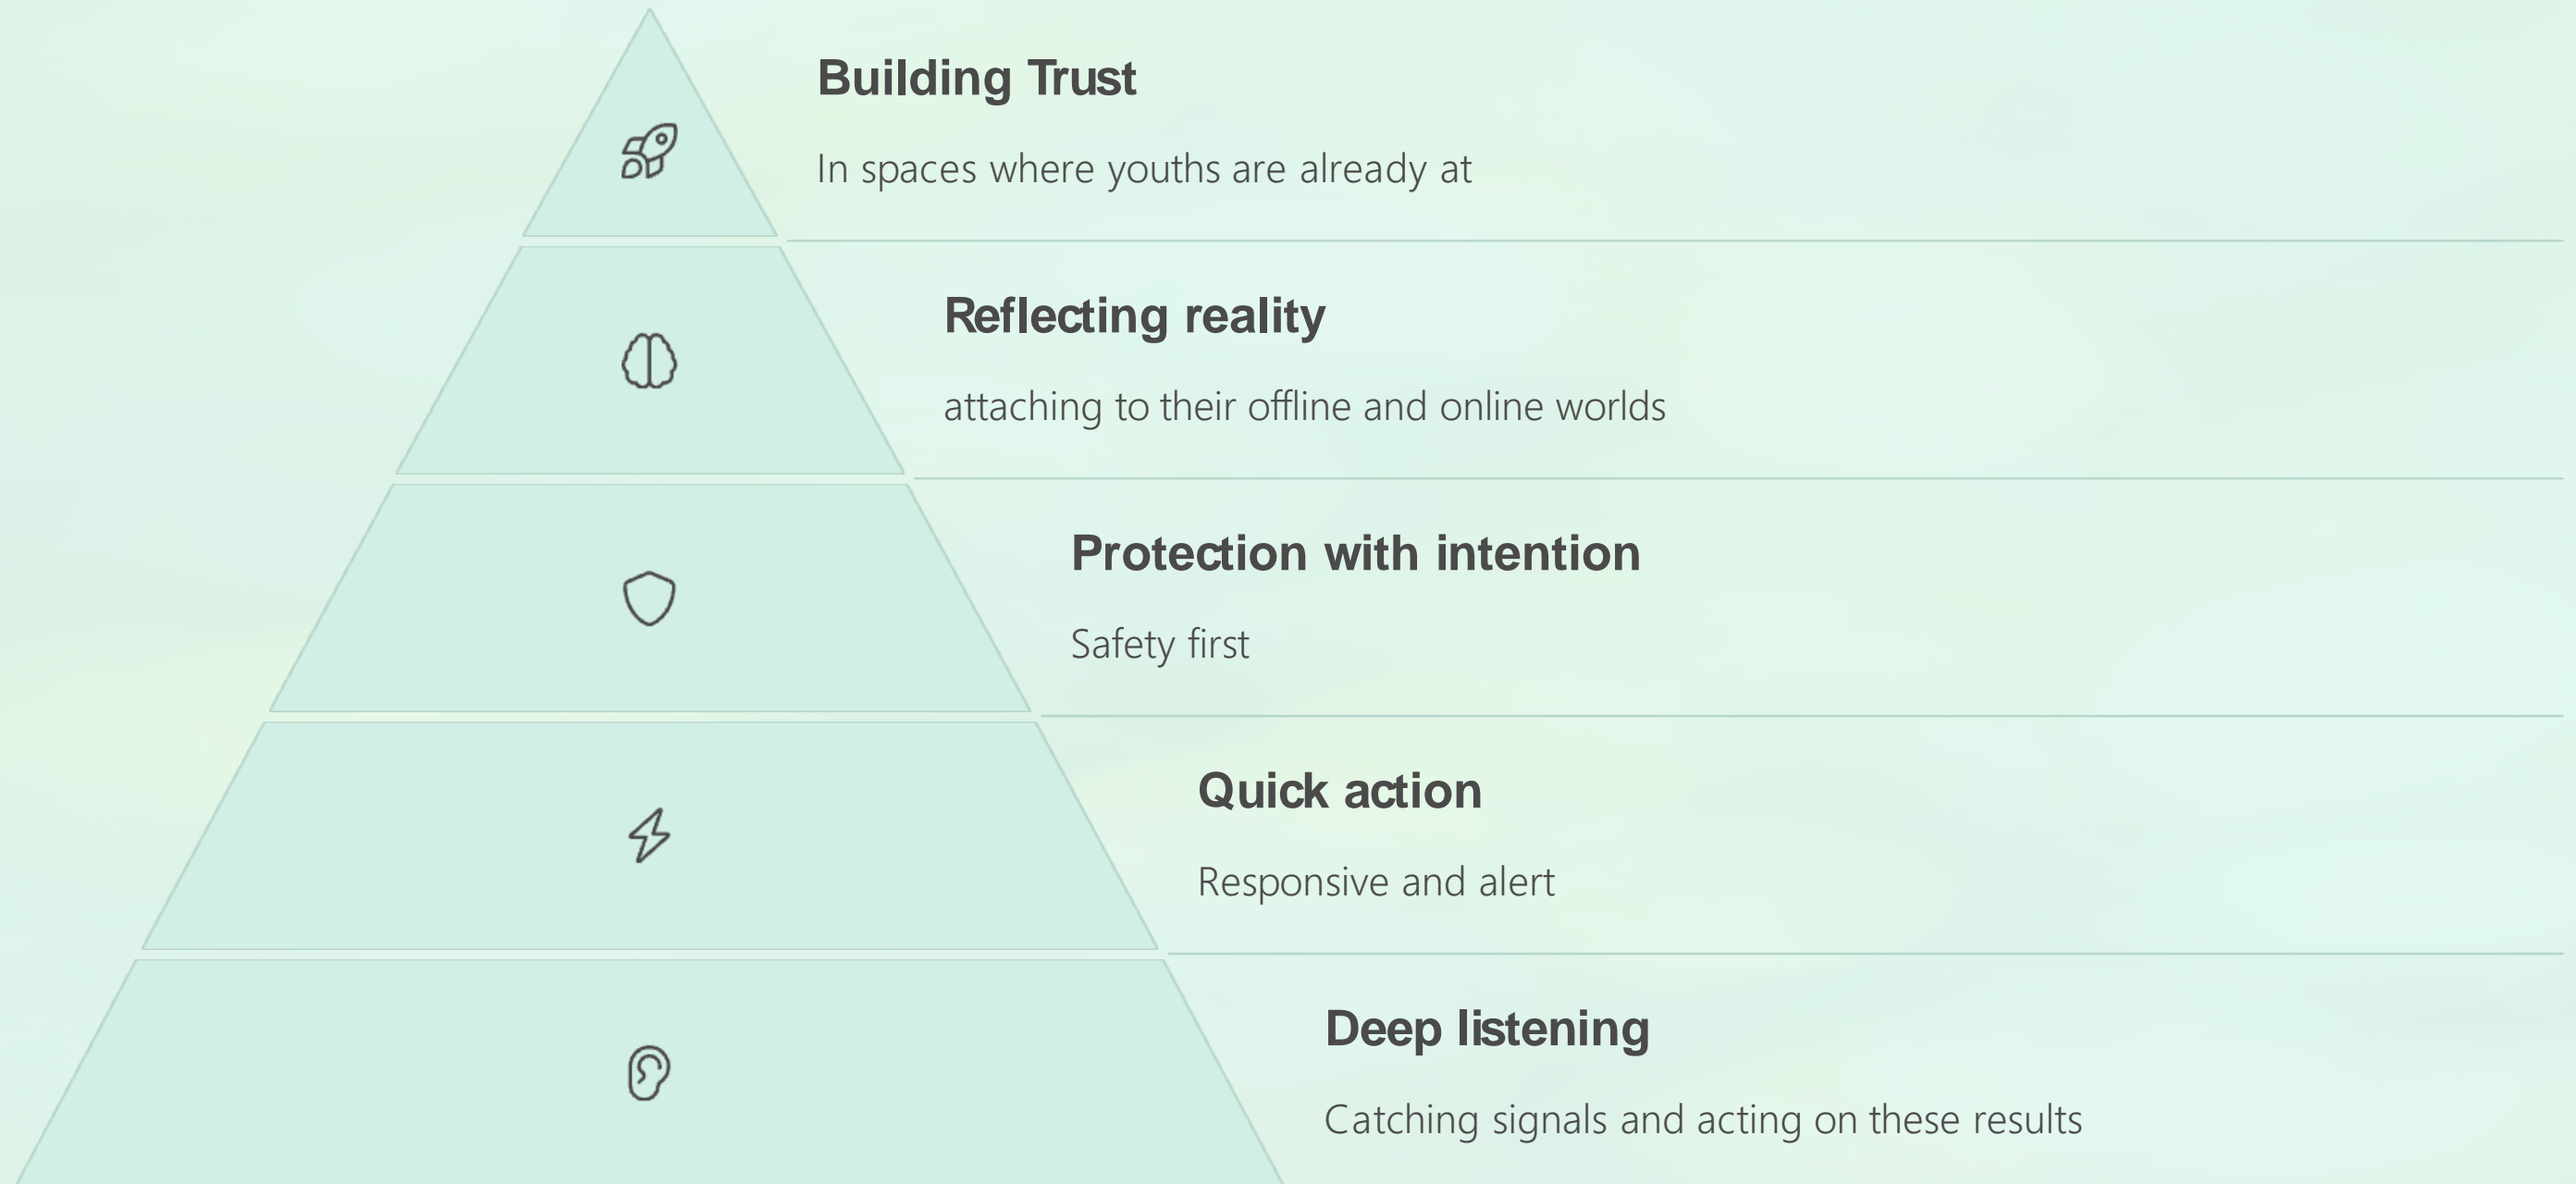 Building Trust
In spaces where youths are already at
Reflecting reality
attaching to their offline and online worlds
Protection with intention
Safety first
Quick action
Responsive and alert
Deep listening
Catching signals and acting on these results